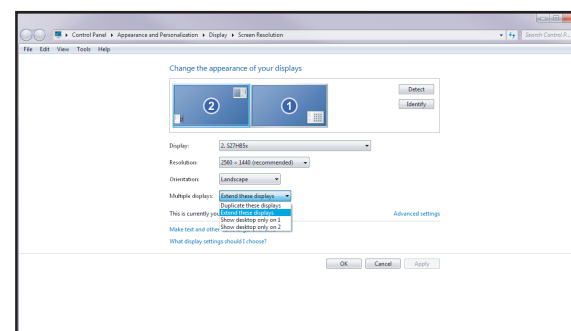 Control Panel ▸ Appearance and Personalization ▸ Display ▸ Screen Resolution
Search Control P...
File Edit View Tools Help
Change the appearance of your displays
2
1
Detect
Identify
Display: 2. S27H85x
Resolution: 2560 × 1440 (recommended)
Orientation: Landscape
Multiple displays: Extend these displays
Duplicate these displays
This is currently you Extend these displays Advanced settings
Show desktop only on 1
Make text and othe Show desktop only on 2
What display settings should I choose?
OK Cancel Apply